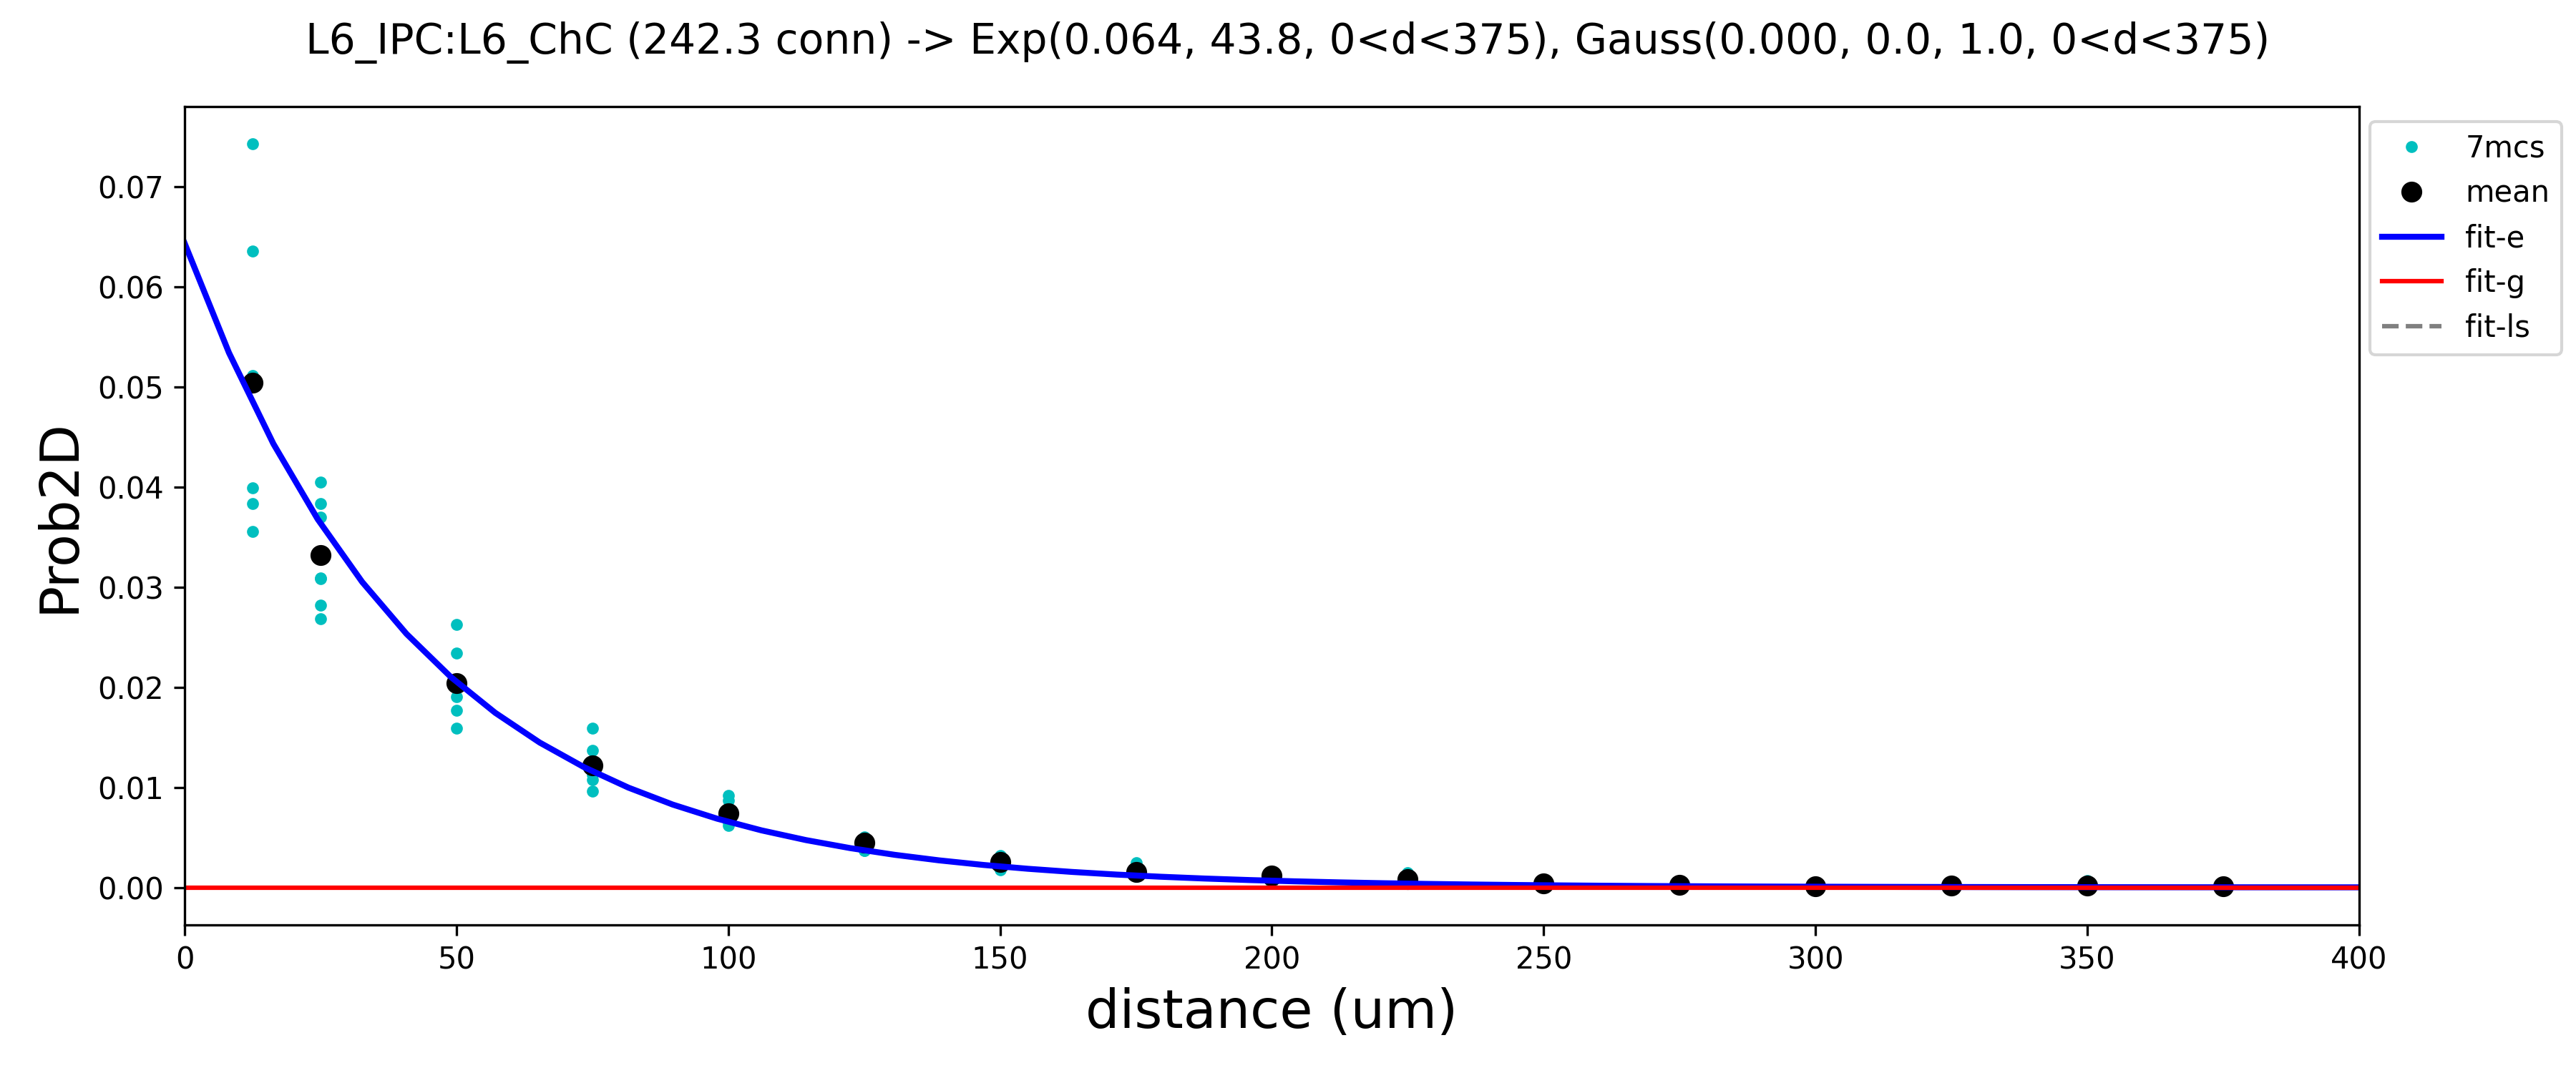 L6_IPC:L6_ChC (242.3 conn) -> Exp(0.064, 43.8, 0<d<375), Gauss(0.000, 0.0, 1.0, 0<d<375)
7mcs
mean
fit-e
fit-g
fit-ls
Prob2D
0.07
0.06
0.05
0.04
0.03
0.02
0.01
0.00
0 50 100 150 200 250 300 350 400
distance (um)